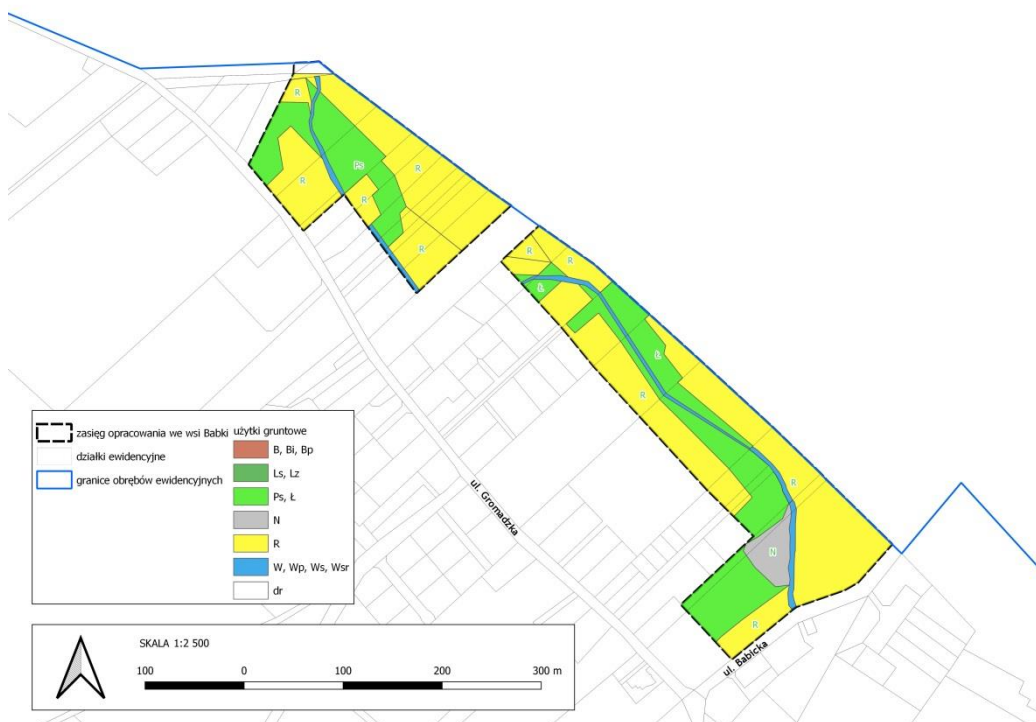 R
Ps
R
R
R
R
R
R
Ł
Ł
R
R
N
R
ul. Gromadzka
ul. Babicka
zasięg opracowania we wsi Babki
działki ewidencyjne
granice obrębów ewidencyjnych
użytki gruntowe
B, Bi, Bp
Ls, Lz
Ps, Ł
N
R
W, Wp, Ws, Wsr
dr
SKALA 1:2 500
100 0 100 200 300 m